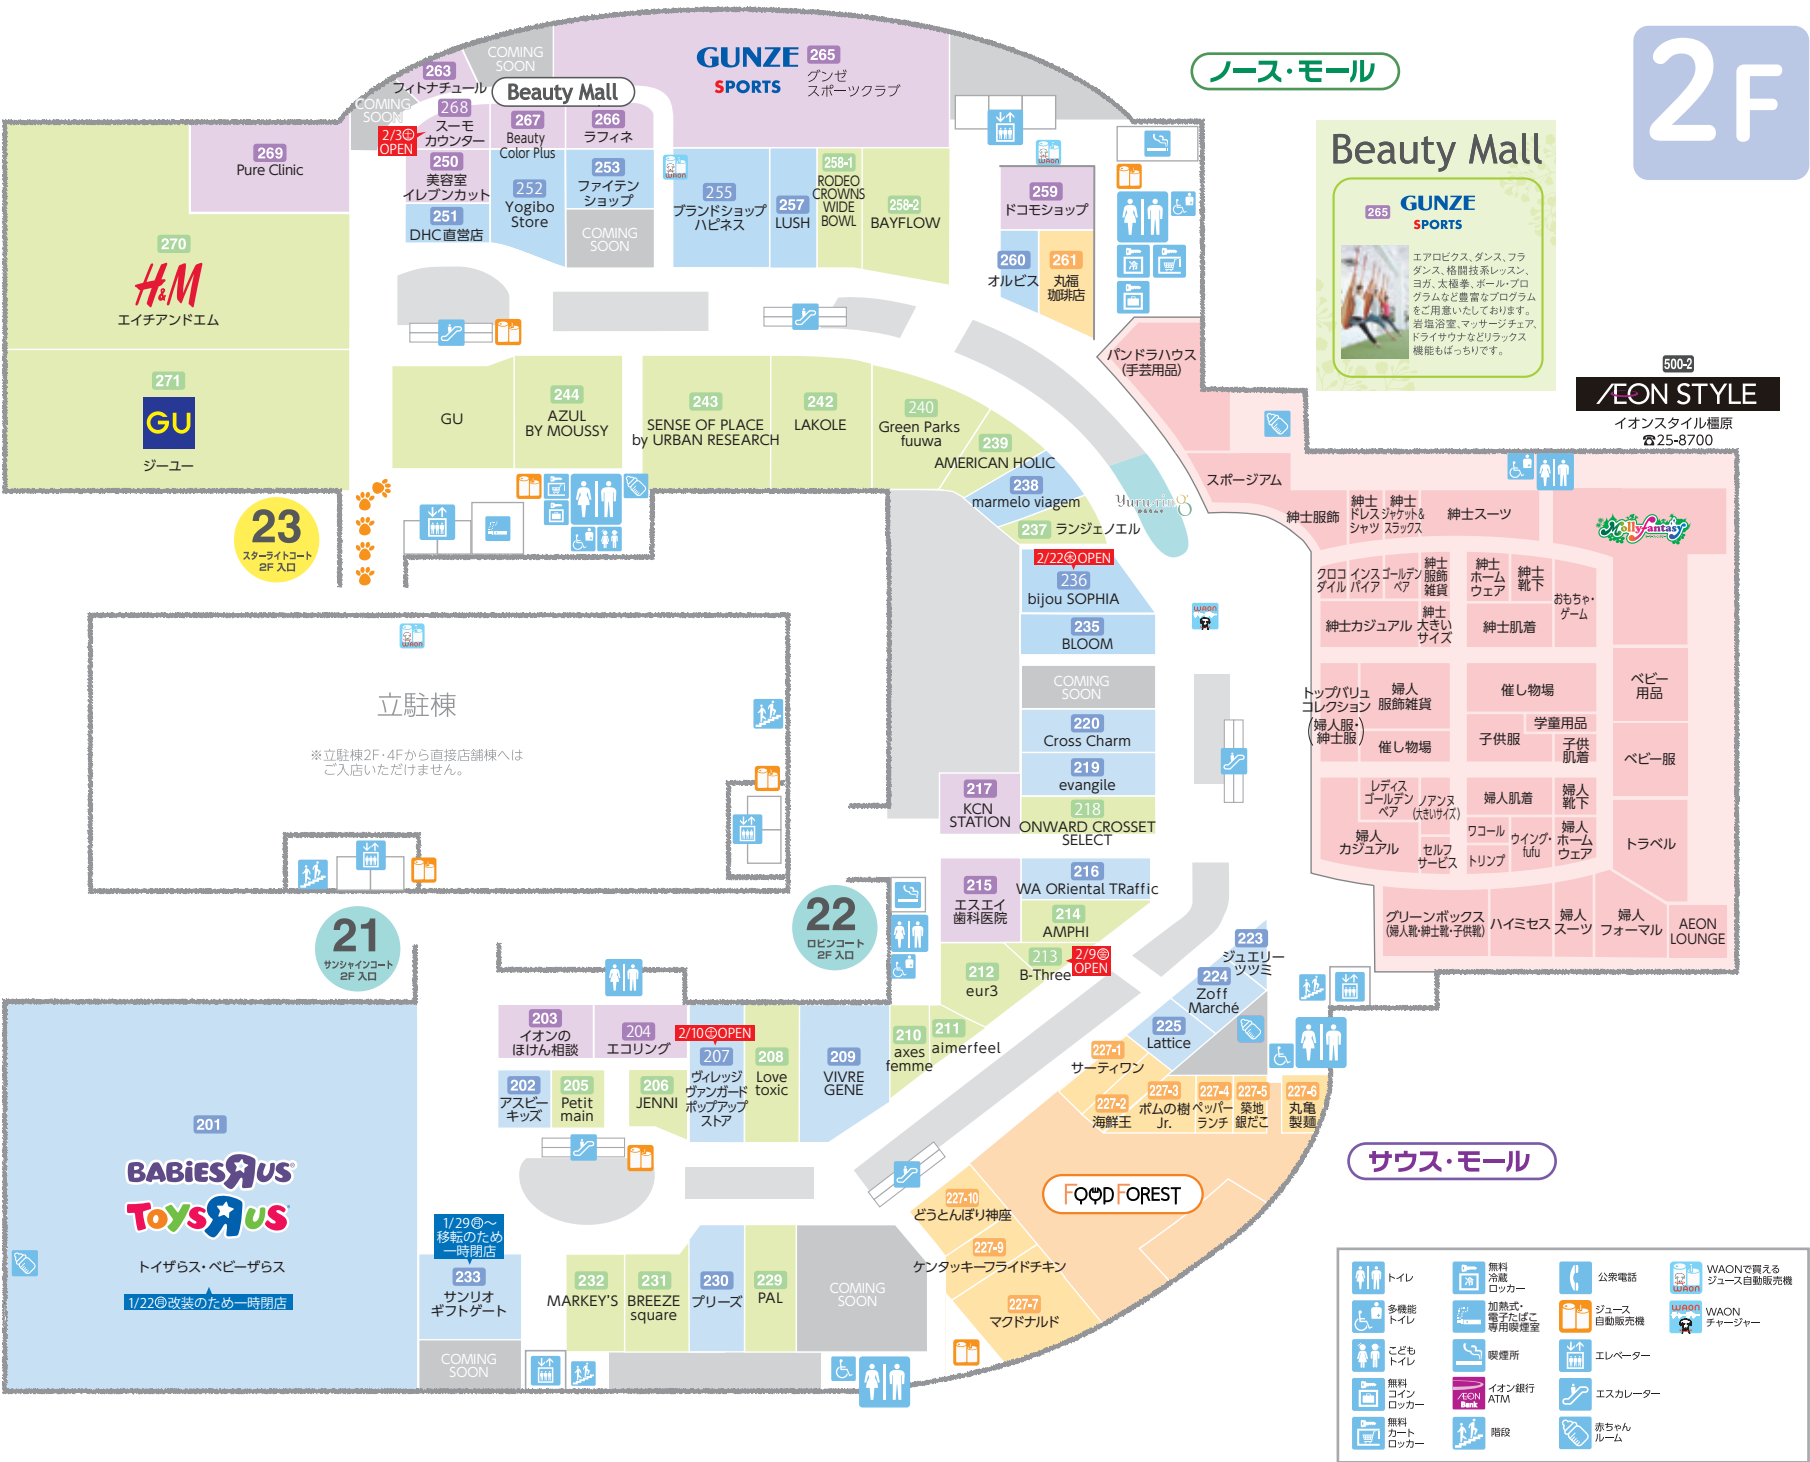 2F
ノース・モール
COMING
SOON
263
フィトナチュール
COMING
SOON
Beauty Mall
GUNZE
SPORTS
265
グンゼ
スポーツクラブ
2/3㊏
OPEN
268
スーモ
カウンター
267
Beauty
Color Plus
266
ラフィネ
269
Pure Clinic
250
美容室
イレブンカット
251
DHC直営店
252
Yogibo
Store
253
ファイテン
ショップ
COMING
SOON
WAON
255
ブランドショップ
ハピネス
257
LUSH
258-1
RODEO
CROWNS
WIDE
BOWL
258-2
BAYFLOW
WAON
259
ドコモショップ
260
オルビス
261
丸福
珈琲店
Beauty Mall
265
GUNZE
SPORTS
エアロビクス、ダンス、フラ
ダンス、格闘技系レッスン、
ヨガ、太極拳、ポール・プロ
グラムなど豊富なプログラム
をご用意いたしております。
岩塩浴室、マッサージチェア、
ドライサウナなどリラックス
機能もばっちりです。
270
H&M
エイチアンドエム
271
GU
ジーユー
GU
244
AZUL
BY MOUSSY
243
SENSE OF PLACE
by URBAN RESEARCH
242
LAKOLE
240
Green Parks
fuuwa
239
AMERICAN HOLIC
238
marmelo viagem
237
ランジェノエル
Yururing
2/22㊍OPEN
236
bijou SOPHIA
235
BLOOM
COMING
SOON
220
Cross Charm
219
evangile
218
ONWARD CROSSET
SELECT
217
KCN
STATION
216
WA ORiental TRaffic
215
エスエイ
歯科医院
214
AMPHI
213
B-Three
2/9㊎
OPEN
212
eur3
211
aimerfeel
210
axes
femme
WAON
500-2
ÆON STYLE
イオンスタイル橿原
☎25-8700
パンドラハウス
(手芸用品)
スポージアム
紳士服飾
紳士
ドレス
シャツ
紳士
ジャケット&
スラックス
紳士スーツ
Mollyfantasy
クロコ
ダイル
インス
パイア
ゴールデン
ベア
紳士
服飾
雑貨
紳士
ホーム
ウェア
紳士
靴下
おもちゃ・
ゲーム
紳士カジュアル
紳士
大きい
サイズ
紳士肌着
トップバリュ
コレクション
(婦人服・
紳士服)
婦人
服飾雑貨
催し物場
催し物場
学童用品
子供服
子供
肌着
ベビー
用品
ベビー服
レディス
ゴールデン
ベア
ノアンヌ
(大きいサイズ)
婦人
カジュアル
セルフ
サービス
婦人肌着
婦人
靴下
ワコール
トリンプ
ウイング・
fufu
婦人
ホーム
ウェア
トラベル
グリーンボックス
(婦人靴・紳士靴・子供靴)
ハイミセス
婦人
スーツ
婦人
フォーマル
AEON
LOUNGE
23
スターライトコート
2F 入口
WAON
立駐棟
※立駐棟2F・4Fから直接店舗棟へは
ご入店いただけません。
21
サンシャインコート
2F 入口
22
ロビンコート
2F 入口
223
ジュエリー
ツツミ
224
Zoff
Marché
225
Lattice
227-1
サーティワン
227-2
海鮮王
227-3
ポムの樹
Jr.
227-4
ペッパー
ランチ
227-5
築地
銀だこ
227-6
丸亀
製麺
FOOD FOREST
227-10
どうとんぼり神座
227-9
ケンタッキーフライドチキン
227-7
マクドナルド
サウス・モール
203
イオンの
ほけん相談
204
エコリング
2/10㊏OPEN
207
ヴィレッジ
ヴァンガード
ポップアップ
ストア
208
Love
toxic
209
VIVRE
GENE
202
アスビー
キッズ
205
Petit
main
206
JENNI
201
BABIESЯUS
TOYSЯUS
トイザらス・ベビーザらス
1/22㊊改装のため一時閉店
1/29㊊～
移転のため
一時閉店
233
サンリオ
ギフトゲート
COMING
SOON
232
MARKEY'S
231
BREEZE
square
230
プリーズ
229
PAL
COMING
SOON
トイレ
多機能
トイレ
こども
トイレ
無料
コイン
ロッカー
無料
カート
ロッカー
無料
冷蔵
ロッカー
加熱式・
電子たばこ
専用喫煙室
喫煙所
AEON
Bank
イオン銀行
ATM
階段
公衆電話
ジュース
自動販売機
エレベーター
エスカレーター
赤ちゃん
ルーム
WAON
WAONで買える
ジュース自動販売機
WAON
WAON
チャージャー